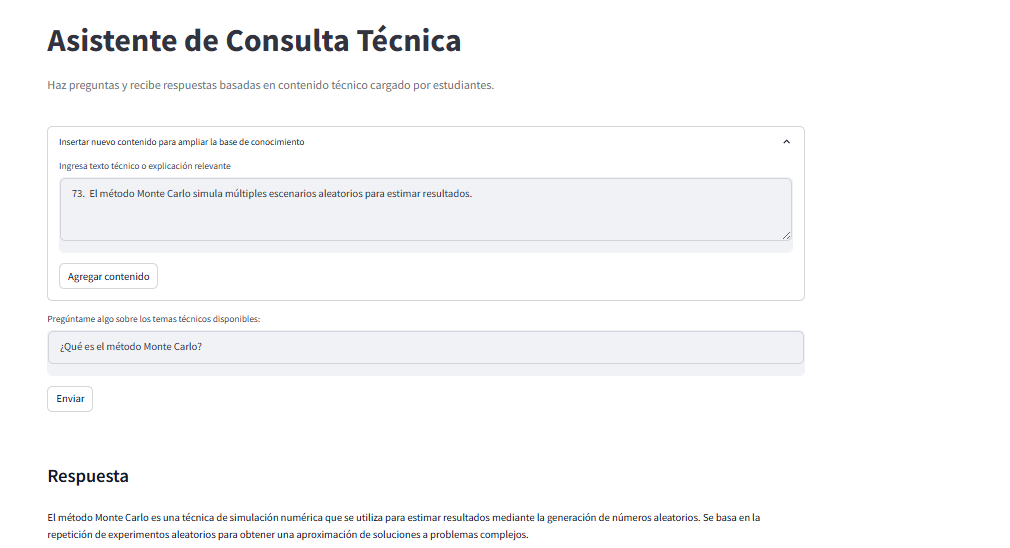 Asistente de Consulta Técnica
Haz preguntas y recibe respuestas basadas en contenido técnico cargado por estudiantes.
Insertar nuevo contenido para ampliar la base de conocimiento
Ingresa texto técnico o explicación relevante
73. El método Monte Carlo simula múltiples escenarios aleatorios para estimar resultados.
Agregar contenido
Pregúntame algo sobre los temas técnicos disponibles:
¿Qué es el método Monte Carlo?
Enviar
Respuesta
El método Monte Carlo es una técnica de simulación numérica que se utiliza para estimar resultados mediante la generación de números aleatorios. Se basa en la
repetición de experimentos aleatorios para obtener una aproximación de soluciones a problemas complejos.